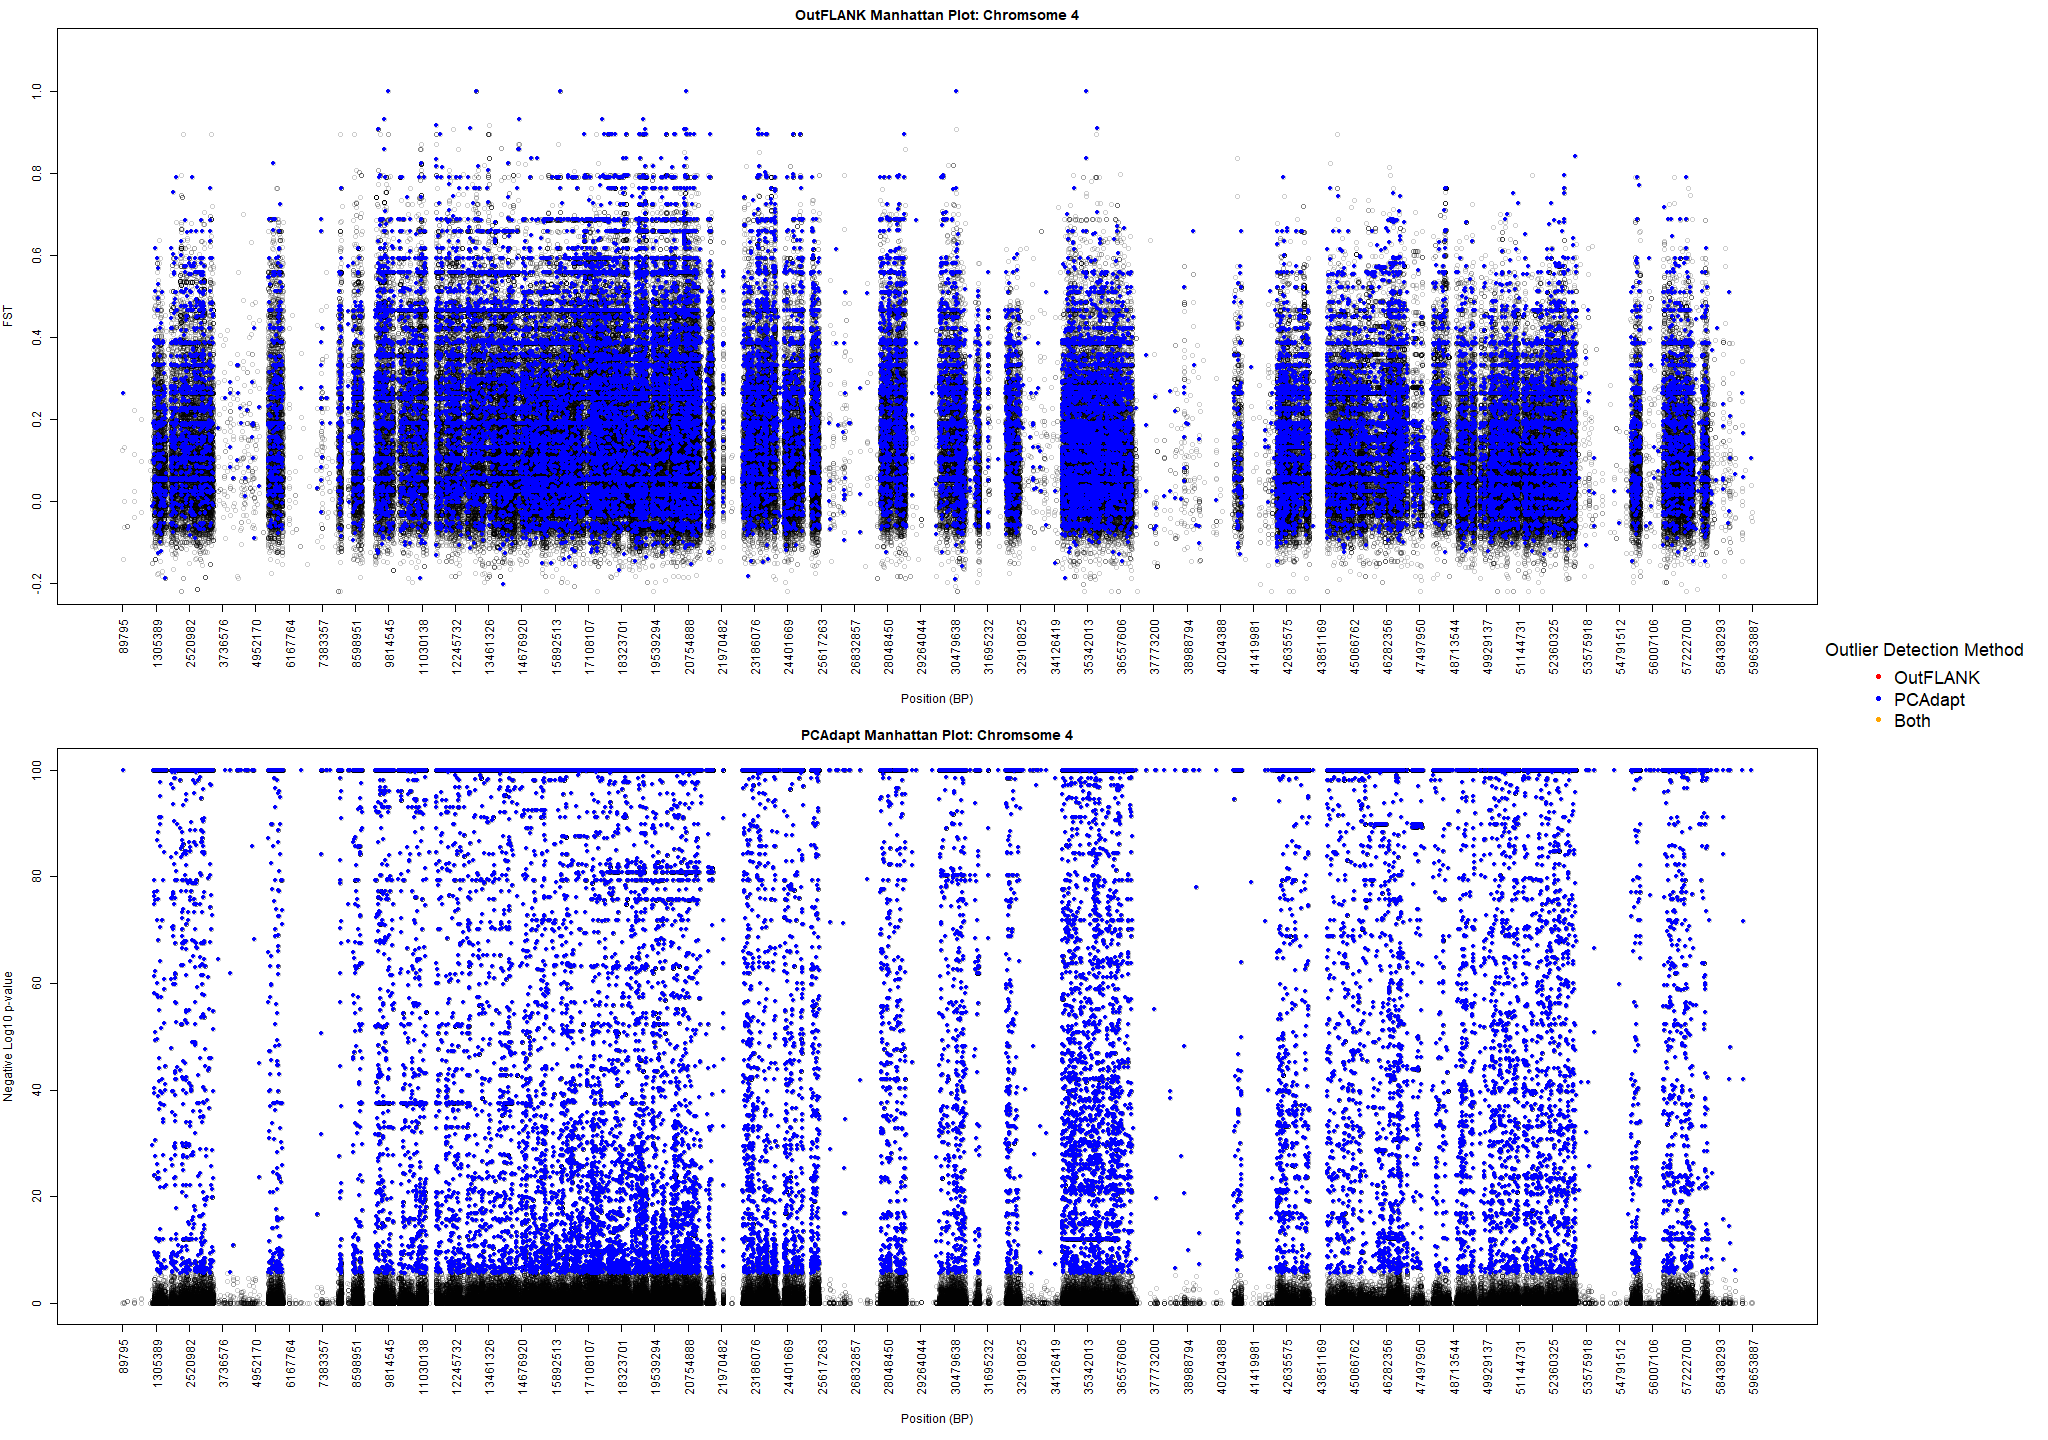 OutFLANK Manhattan Plot: Chromsome 4
FST
1.0
0.8
0.6
0.4
0.2
0.0
-0.2
89795 1305389 2520982 3736576 4952170 6167764 7383357 8598951 9814545 11030138 12245732 13461326 14676920 15892513 17108107 18323701 19539294 20754888 21970482 23186076 24401669 25617263 26832857 28048450 29264044 30479638 31695232 32910825 34126419 35342013 36557606 37773200 38988794 40204388 41419981 42635575 43851169 45066762 46282356 47497950 48713544 49929137 51144731 52360325 53575918 54791512 56007106 57222700 58438293 59653887
Position (BP)
Outlier Detection Method
OutFLANK
PCAdapt
Both
PCAdapt Manhattan Plot: Chromsome 4
Negative Log10 p-value
100
80
60
40
20
0
89795 1305389 2520982 3736576 4952170 6167764 7383357 8598951 9814545 11030138 12245732 13461326 14676920 15892513 17108107 18323701 19539294 20754888 21970482 23186076 24401669 25617263 26832857 28048450 29264044 30479638 31695232 32910825 34126419 35342013 36557606 37773200 38988794 40204388 41419981 42635575 43851169 45066762 46282356 47497950 48713544 49929137 51144731 52360325 53575918 54791512 56007106 57222700 58438293 59653887
Position (BP)